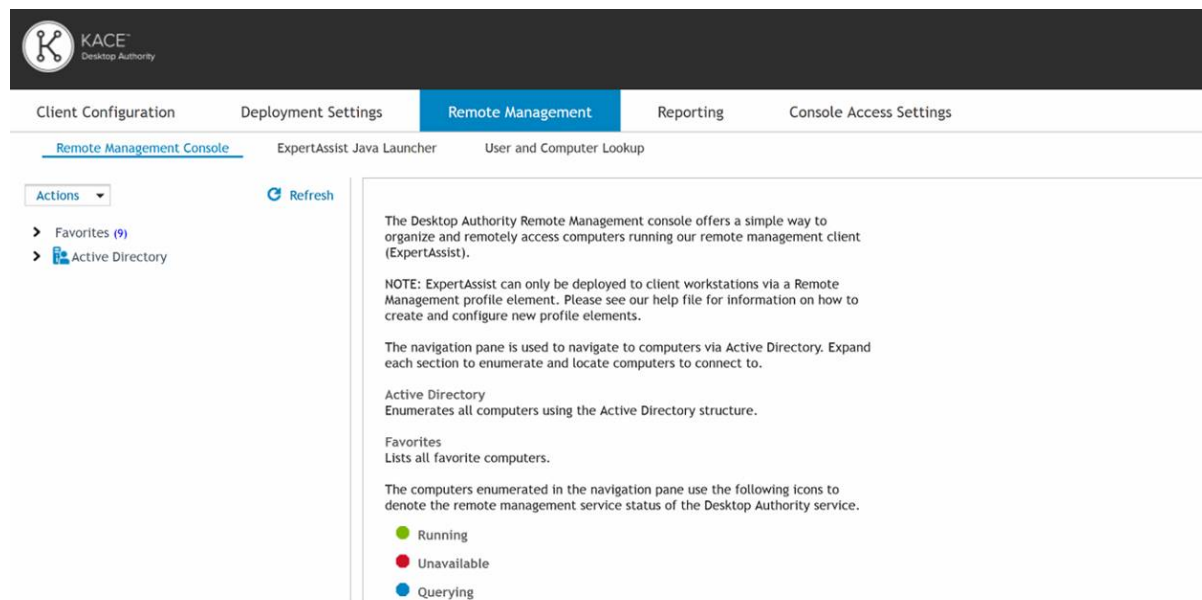 KACE™
Desktop Authority
Client Configuration Deployment Settings Remote Management Reporting Console Access Settings
Remote Management Console ExpertAssist Java Launcher User and Computer Lookup
Actions Refresh
Favorites (9)
Active Directory
The Desktop Authority Remote Management console offers a simple way to
organize and remotely access computers running our remote management client
(ExpertAssist).
NOTE: ExpertAssist can only be deployed to client workstations via a Remote
Management profile element. Please see our help file for information on how to
create and configure new profile elements.
The navigation pane is used to navigate to computers via Active Directory. Expand
each section to enumerate and locate computers to connect to.
Active Directory
Enumerates all computers using the Active Directory structure.
Favorites
Lists all favorite computers.
The computers enumerated in the navigation pane use the following icons to
denote the remote management service status of the Desktop Authority service.
Running
Unavailable
Querying